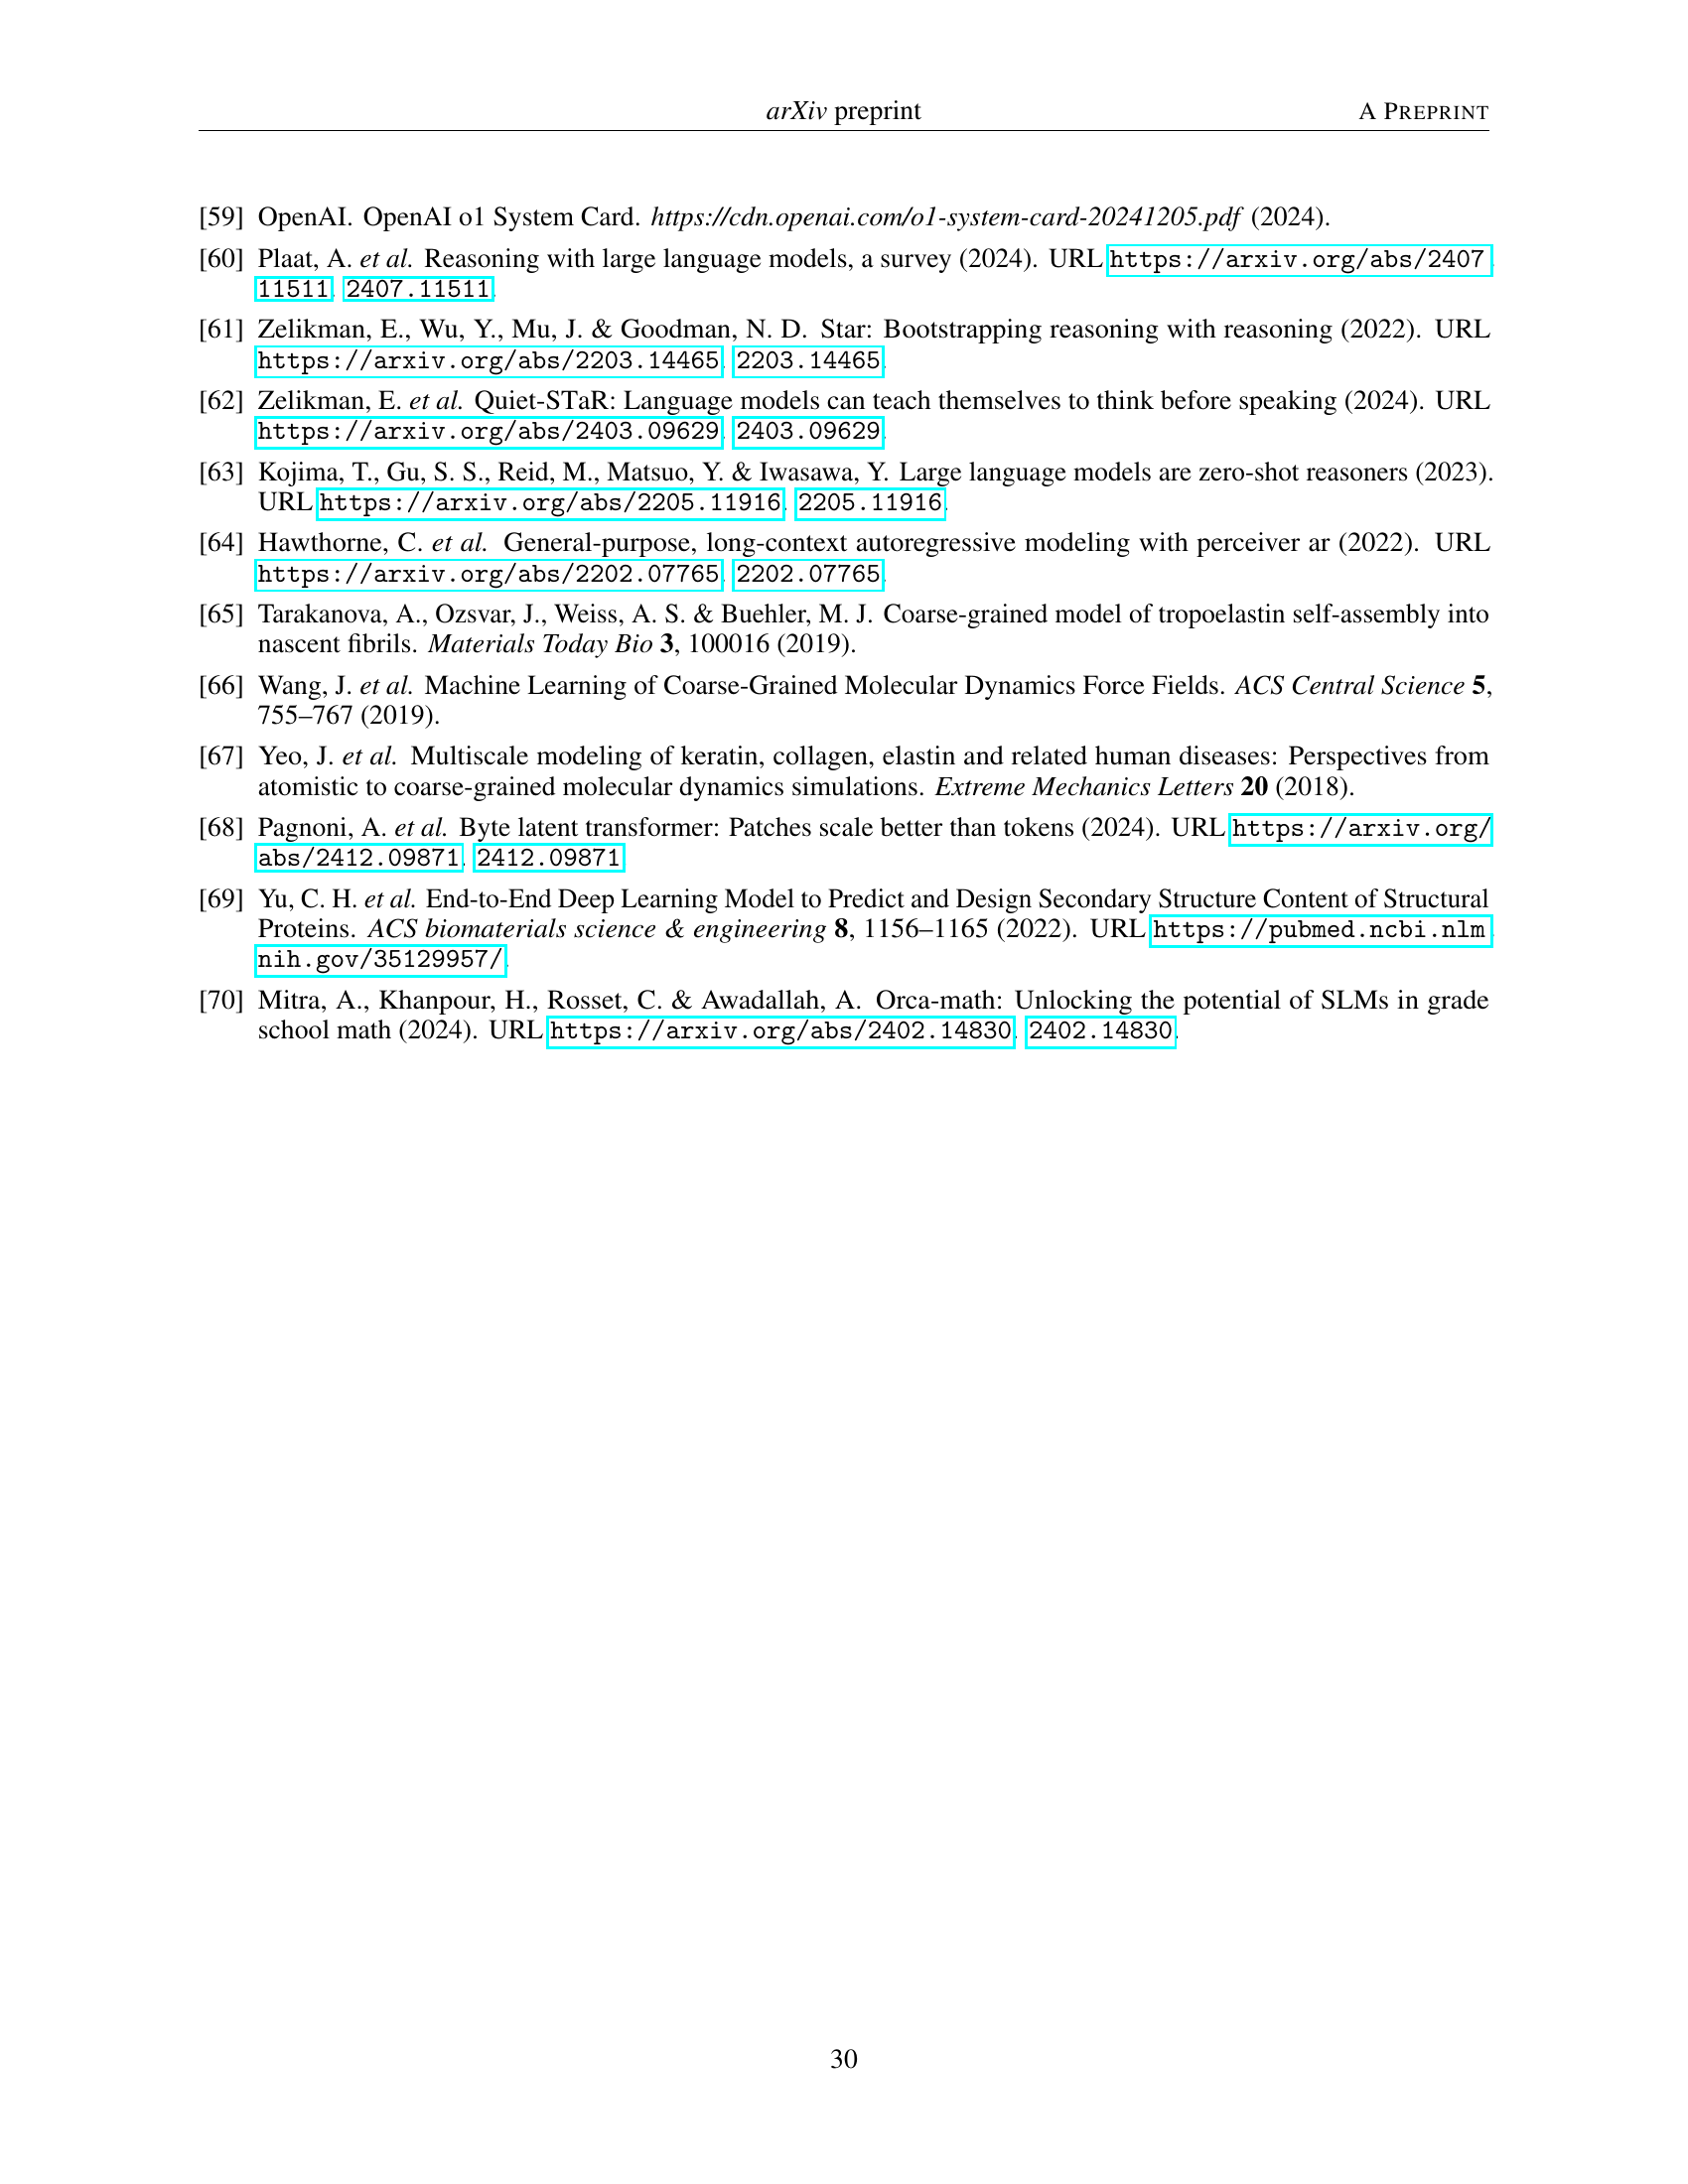 arXiv preprint A PREPRINT
[59] OpenAI. OpenAI o1 System Card. https://cdn.openai.com/o1-system-card-20241205.pdf (2024).
[60] Plaat, A. et al. Reasoning with large language models, a survey (2024). URL https://arxiv.org/abs/2407.
11511. 2407.11511.
[61] Zelikman, E., Wu, Y., Mu, J. & Goodman, N. D. Star: Bootstrapping reasoning with reasoning (2022). URL
https://arxiv.org/abs/2203.14465. 2203.14465.
[62] Zelikman, E. et al. Quiet-STaR: Language models can teach themselves to think before speaking (2024). URL
https://arxiv.org/abs/2403.09629. 2403.09629.
[63] Kojima, T., Gu, S. S., Reid, M., Matsuo, Y. & Iwasawa, Y. Large language models are zero-shot reasoners (2023).
URL https://arxiv.org/abs/2205.11916. 2205.11916.
[64] Hawthorne, C. et al. General-purpose, long-context autoregressive modeling with perceiver ar (2022). URL
https://arxiv.org/abs/2202.07765. 2202.07765.
[65] Tarakanova, A., Ozsvar, J., Weiss, A. S. & Buehler, M. J. Coarse-grained model of tropoelastin self-assembly into
nascent fibrils. Materials Today Bio 3, 100016 (2019).
[66] Wang, J. et al. Machine Learning of Coarse-Grained Molecular Dynamics Force Fields. ACS Central Science 5,
755–767 (2019).
[67] Yeo, J. et al. Multiscale modeling of keratin, collagen, elastin and related human diseases: Perspectives from
atomistic to coarse-grained molecular dynamics simulations. Extreme Mechanics Letters 20 (2018).
[68] Pagnoni, A. et al. Byte latent transformer: Patches scale better than tokens (2024). URL https://arxiv.org/
abs/2412.09871. 2412.09871.
[69] Yu, C. H. et al. End-to-End Deep Learning Model to Predict and Design Secondary Structure Content of Structural
Proteins. ACS biomaterials science & engineering 8, 1156–1165 (2022). URL https://pubmed.ncbi.nlm.
nih.gov/35129957/.
[70] Mitra, A., Khanpour, H., Rosset, C. & Awadallah, A. Orca-math: Unlocking the potential of SLMs in grade
school math (2024). URL https://arxiv.org/abs/2402.14830. 2402.14830.
30